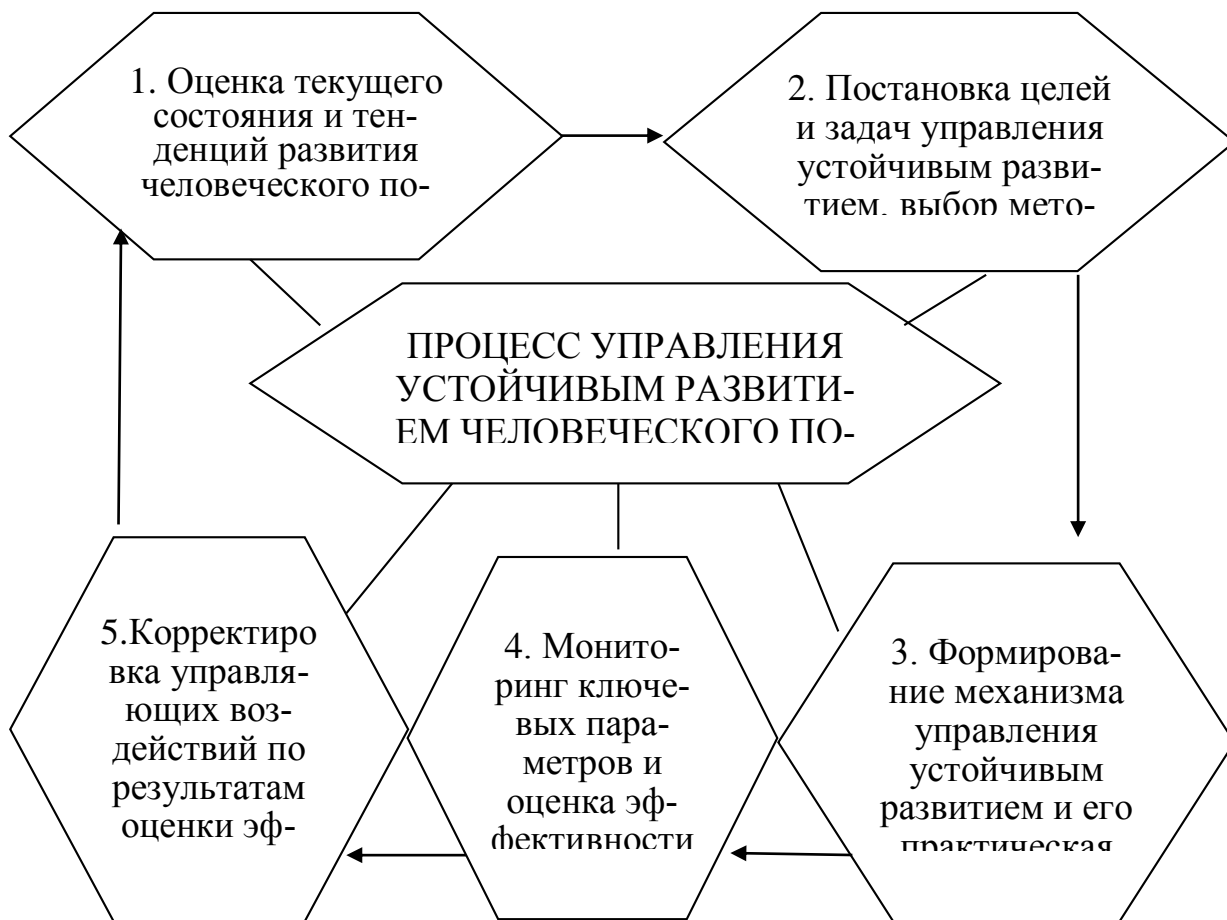 1. Оценка текущего
состояния и тен-
денций развития
человеческого по-
2. Постановка целей
и задач управления
устойчивым разви-
тием, выбор мето-
ПРОЦЕСС УПРАВЛЕНИЯ
УСТОЙЧИВЫМ РАЗВИТИ-
ЕМ ЧЕЛОВЕЧЕСКОГО ПО-
3. Формирова-
ние механизма
управления
устойчивым
развитием и его
практическая
4. Монито-
ринг ключе-
вых пара-
метров и
оценка эф-
фективности
5.Корректиро
вка управля-
ющих воз-
действий по
результатам
оценки эф-